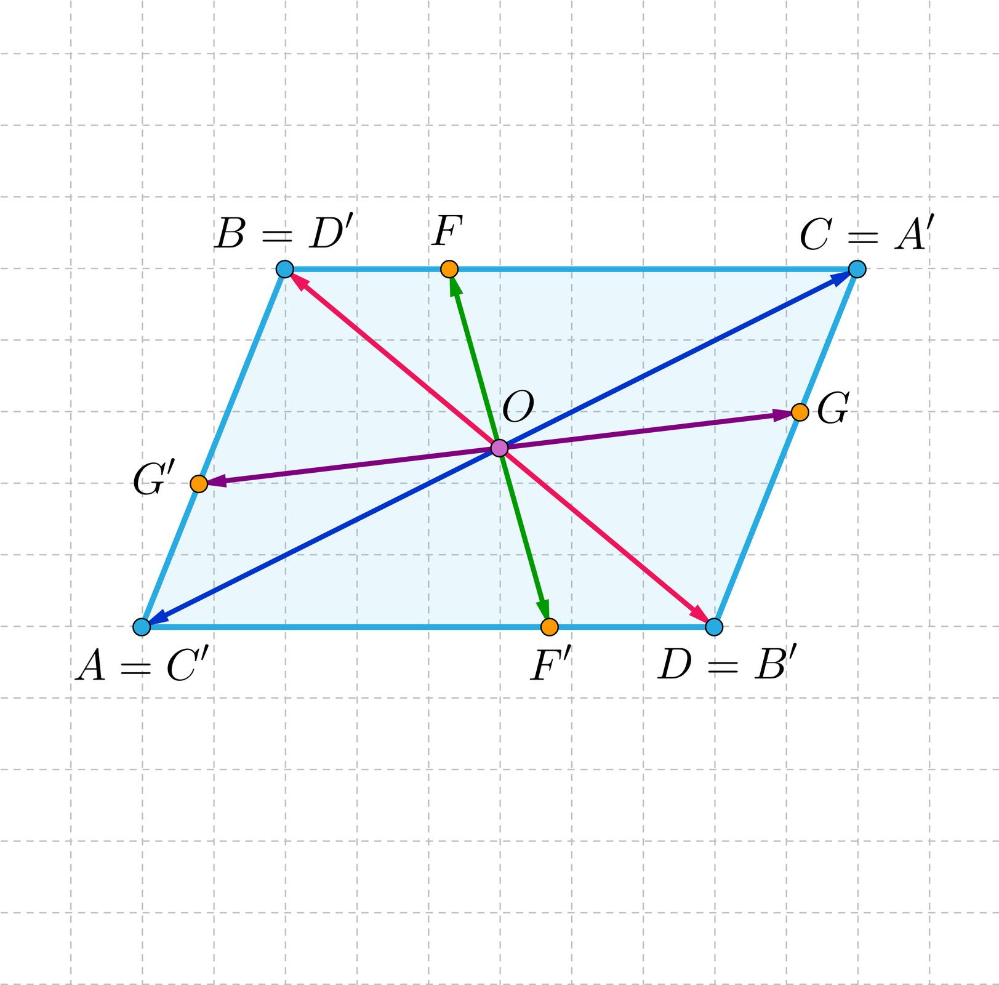 B = D′
F
C = A′
O
G
G′
A = C′
F′
D = B′